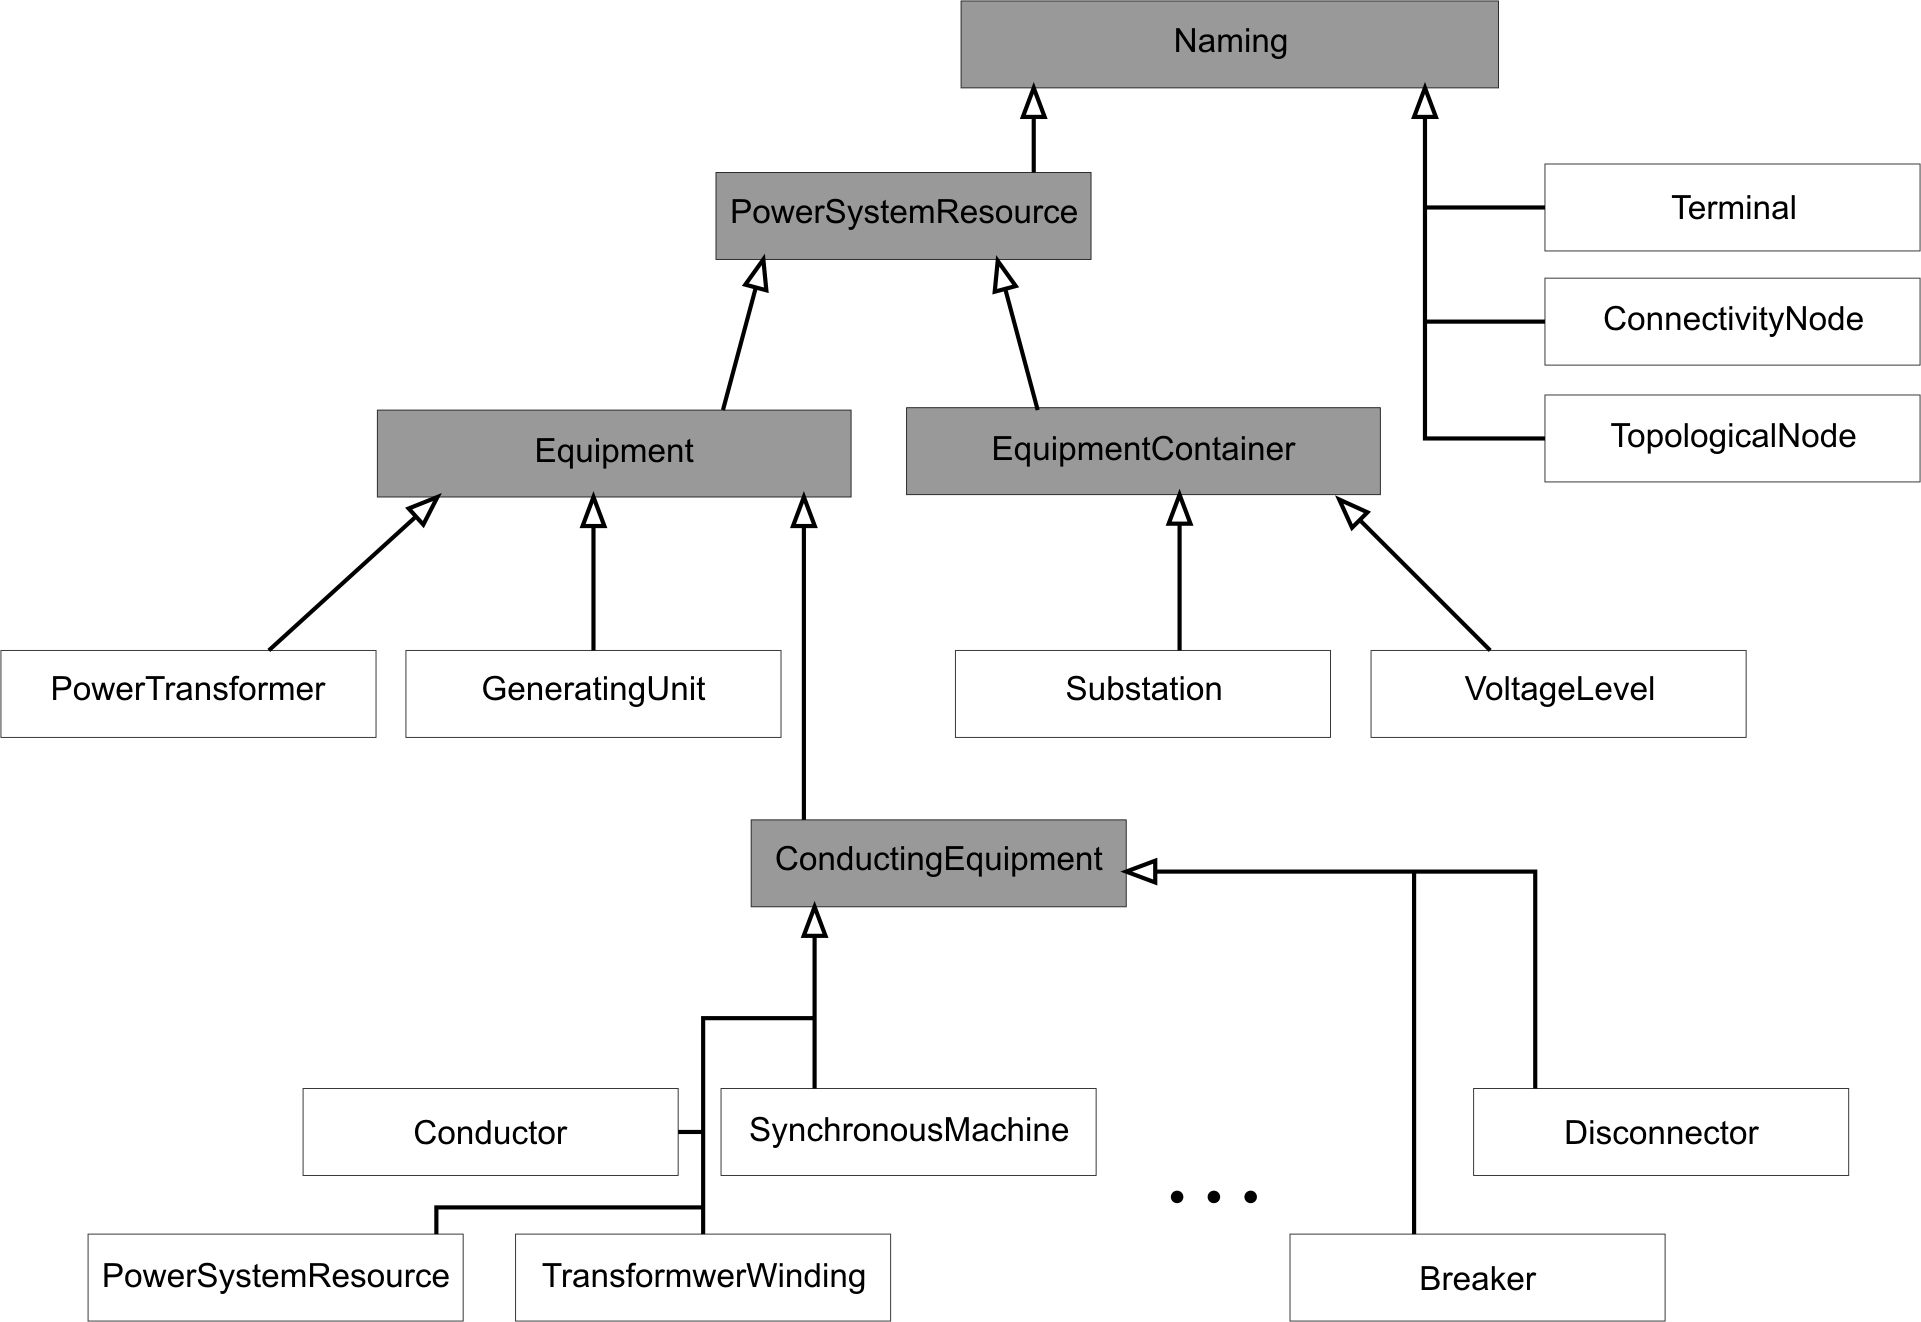 Naming
PowerSystemResource
Terminal
ConnectivityNode
TopologicalNode
Equipment
EquipmentContainer
PowerTransformer
GeneratingUnit
Substation
VoltageLevel
ConductingEquipment
Conductor
SynchronousMachine
Disconnector
• • •
PowerSystemResource
TransformwerWinding
Breaker